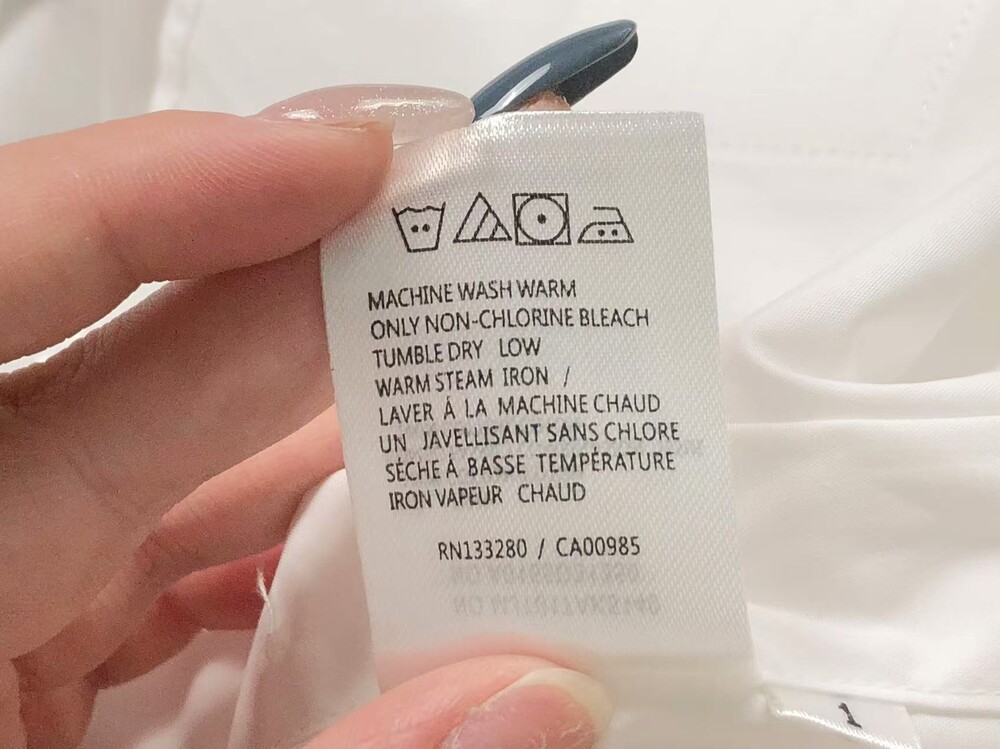 MACHINE WASH WARM
ONLY NON-CHLORINE BLEACH
TUMBLE DRY LOW
WARM STEAM IRON /
LAVER À LA MACHINE CHAUD
UN JAVELLISANT SANS CHLORE
SÉCHE À BASSE TEMPÉRATURE
IRON VAPEUR CHAUD
RN133280 / CA00985
1